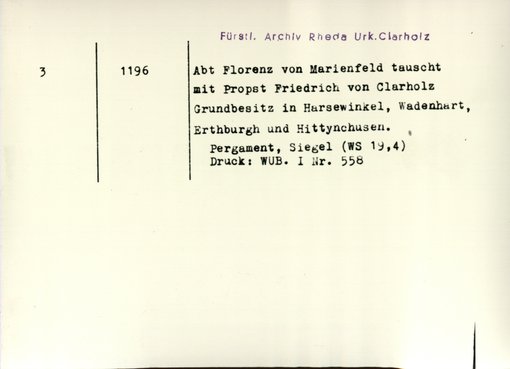 Fürstl. Archiv Rheda Urk.Clarholz
3 1196 Abt Florenz von Marienfeld tauscht
mit Propst Friedrich von Clarholz
Grundbesitz in Harsewinkel, Wadenhart,
Erthburgh und Hittynchusen.
Pergament, Siegel (WS 19,4)
Druck: WUB. I Nr. 558